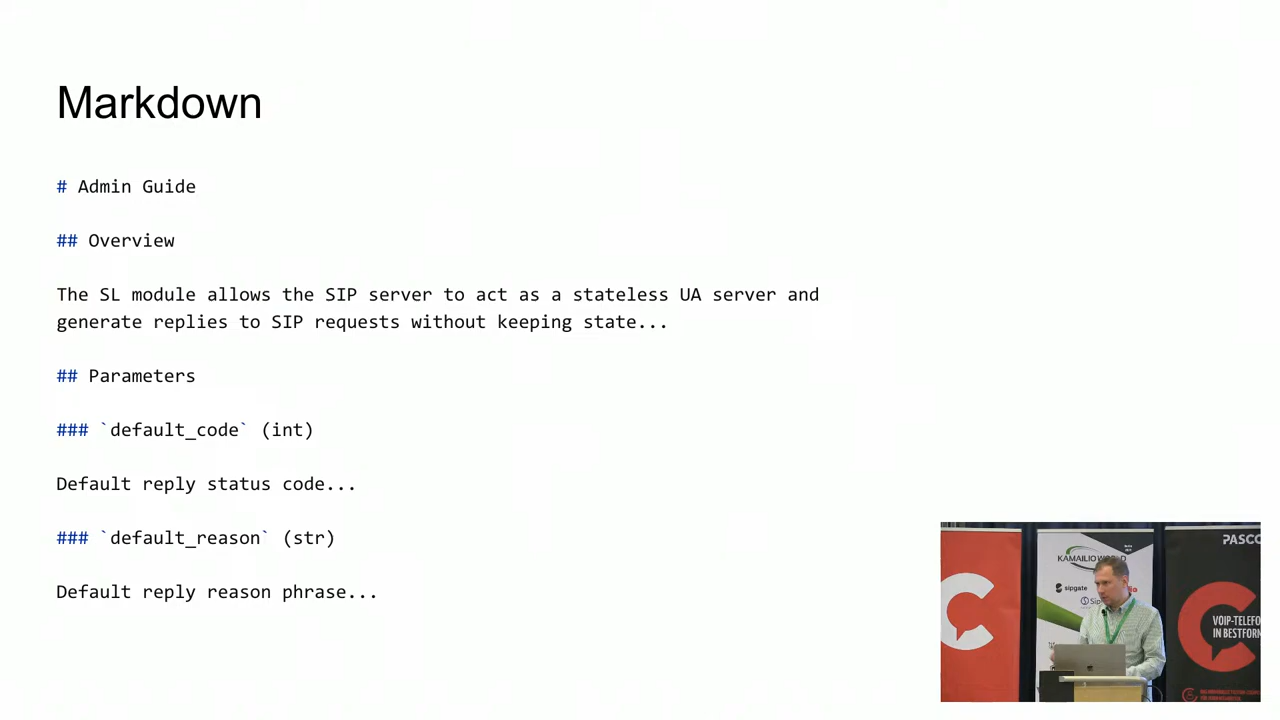 Markdown
# Admin Guide
## Overview
The SL module allows the SIP server to act as a stateless UA server and
generate replies to SIP requests without keeping state...
## Parameters
### `default_code` (int)
Default reply status code...
### `default_reason` (str)
Default reply reason phrase...
KAMAILIO WORLD
sipgate
PASCO
VOIP-TELEFO
IN BESTFORM